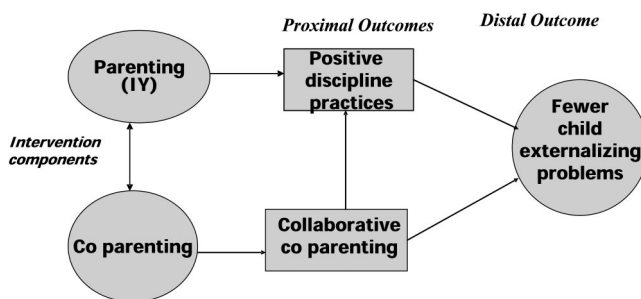 Proximal Outcomes
Distal Outcome
Parenting
(IY)
Positive
discipline
practices
Fewer
child
externalizing
problems
Intervention
components
Co parenting
Collaborative
co parenting